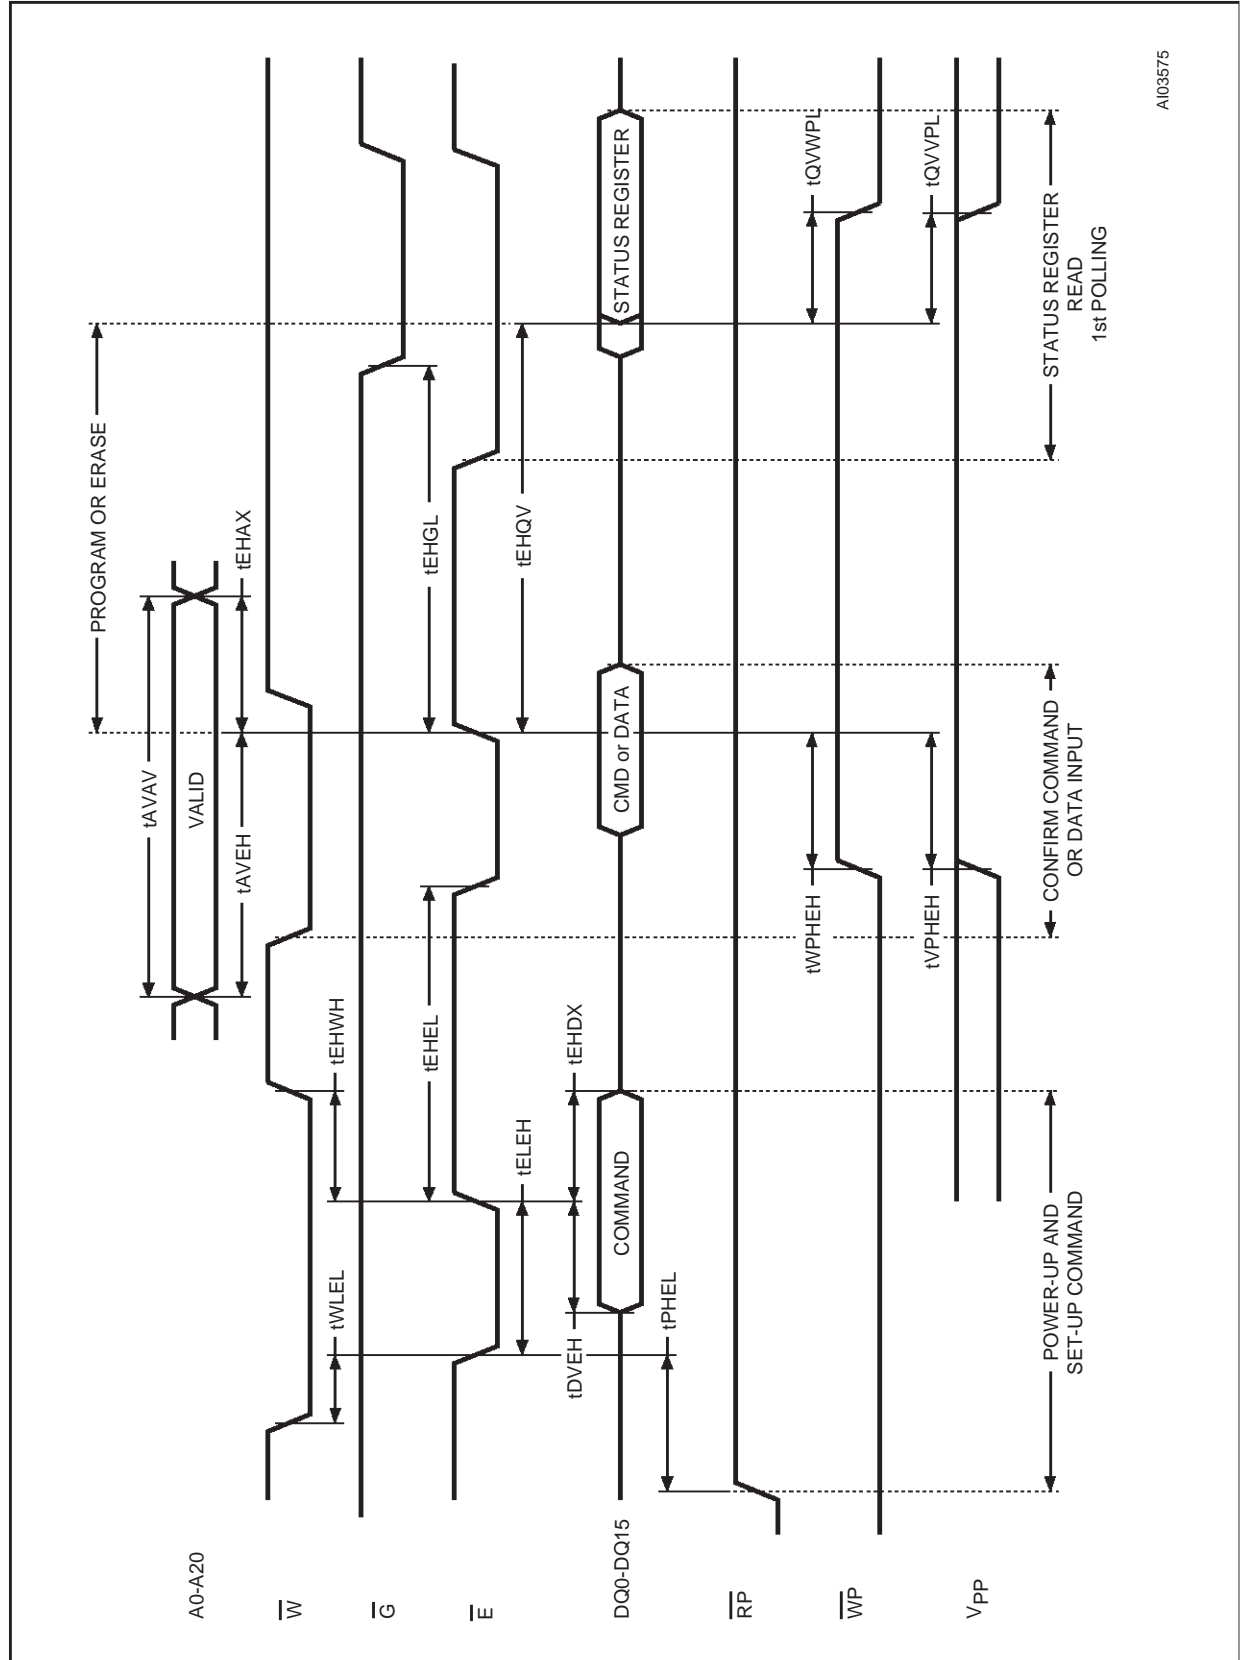 PROGRAM OR ERASE
tAVAV
A0-A20
VALID
tAVEH
tEHAX
W
tWLEL
tEHWH
G
tEHEL
tEHGL
E
tELEH
tEHQV
tDVEH
tEHDX
DQ0-DQ15
COMMAND
CMD or DATA
STATUS REGISTER
tPHEL
RP
tWPHEH
tQVWPL
WP
tVPHEH
tQVVPL
VPP
POWER-UP AND
SET-UP COMMAND
CONFIRM COMMAND
OR DATA INPUT
STATUS REGISTER
READ
1st POLLING
AI03575